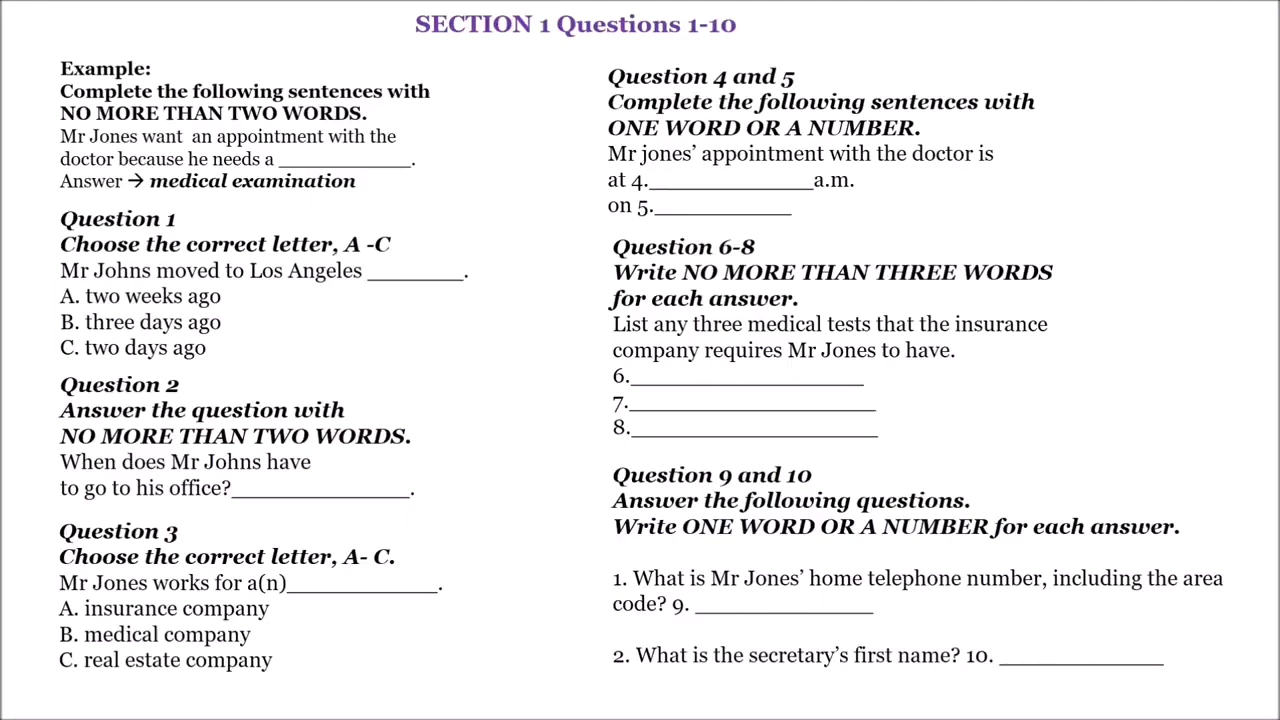 SECTION 1 Questions 1-10
Example:
Complete the following sentences with
NO MORE THAN TWO WORDS.
Mr Jones want an appointment with the
doctor because he needs a ____________.
Answer → medical examination
Question 1
Choose the correct letter, A -C
Mr Johns moved to Los Angeles ________.
A. two weeks ago
B. three days ago
C. two days ago
Question 2
Answer the question with
NO MORE THAN TWO WORDS.
When does Mr Johns have
to go to his office?_______________.
Question 3
Choose the correct letter, A- C.
Mr Jones works for a(n)_____________.
A. insurance company
B. medical company
C. real estate company
Question 4 and 5
Complete the following sentences with
ONE WORD OR A NUMBER.
Mr jones’ appointment with the doctor is
at 4.______________a.m.
on 5.____________
Question 6-8
Write NO MORE THAN THREE WORDS
for each answer.
List any three medical tests that the insurance
company requires Mr Jones to have.
6.____________________
7._____________________
8._____________________
Question 9 and 10
Answer the following questions.
Write ONE WORD OR A NUMBER for each answer.
1. What is Mr Jones’ home telephone number, including the area
code? 9. _______________
2. What is the secretary’s first name? 10. ______________